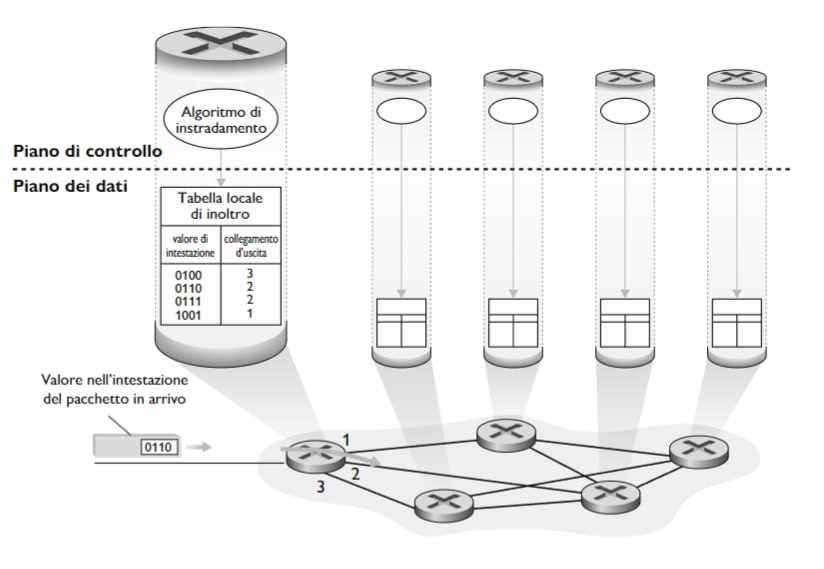 Algoritmo di
instradamento
Piano di controllo
Piano dei dati
Tabella locale
di inoltro
valore di
intestazione
collegamento
d'uscita
0100 3
0110 2
0111 2
1001 1
Valore nell'intestazione
del pacchetto in arrivo
0110
1
2
3